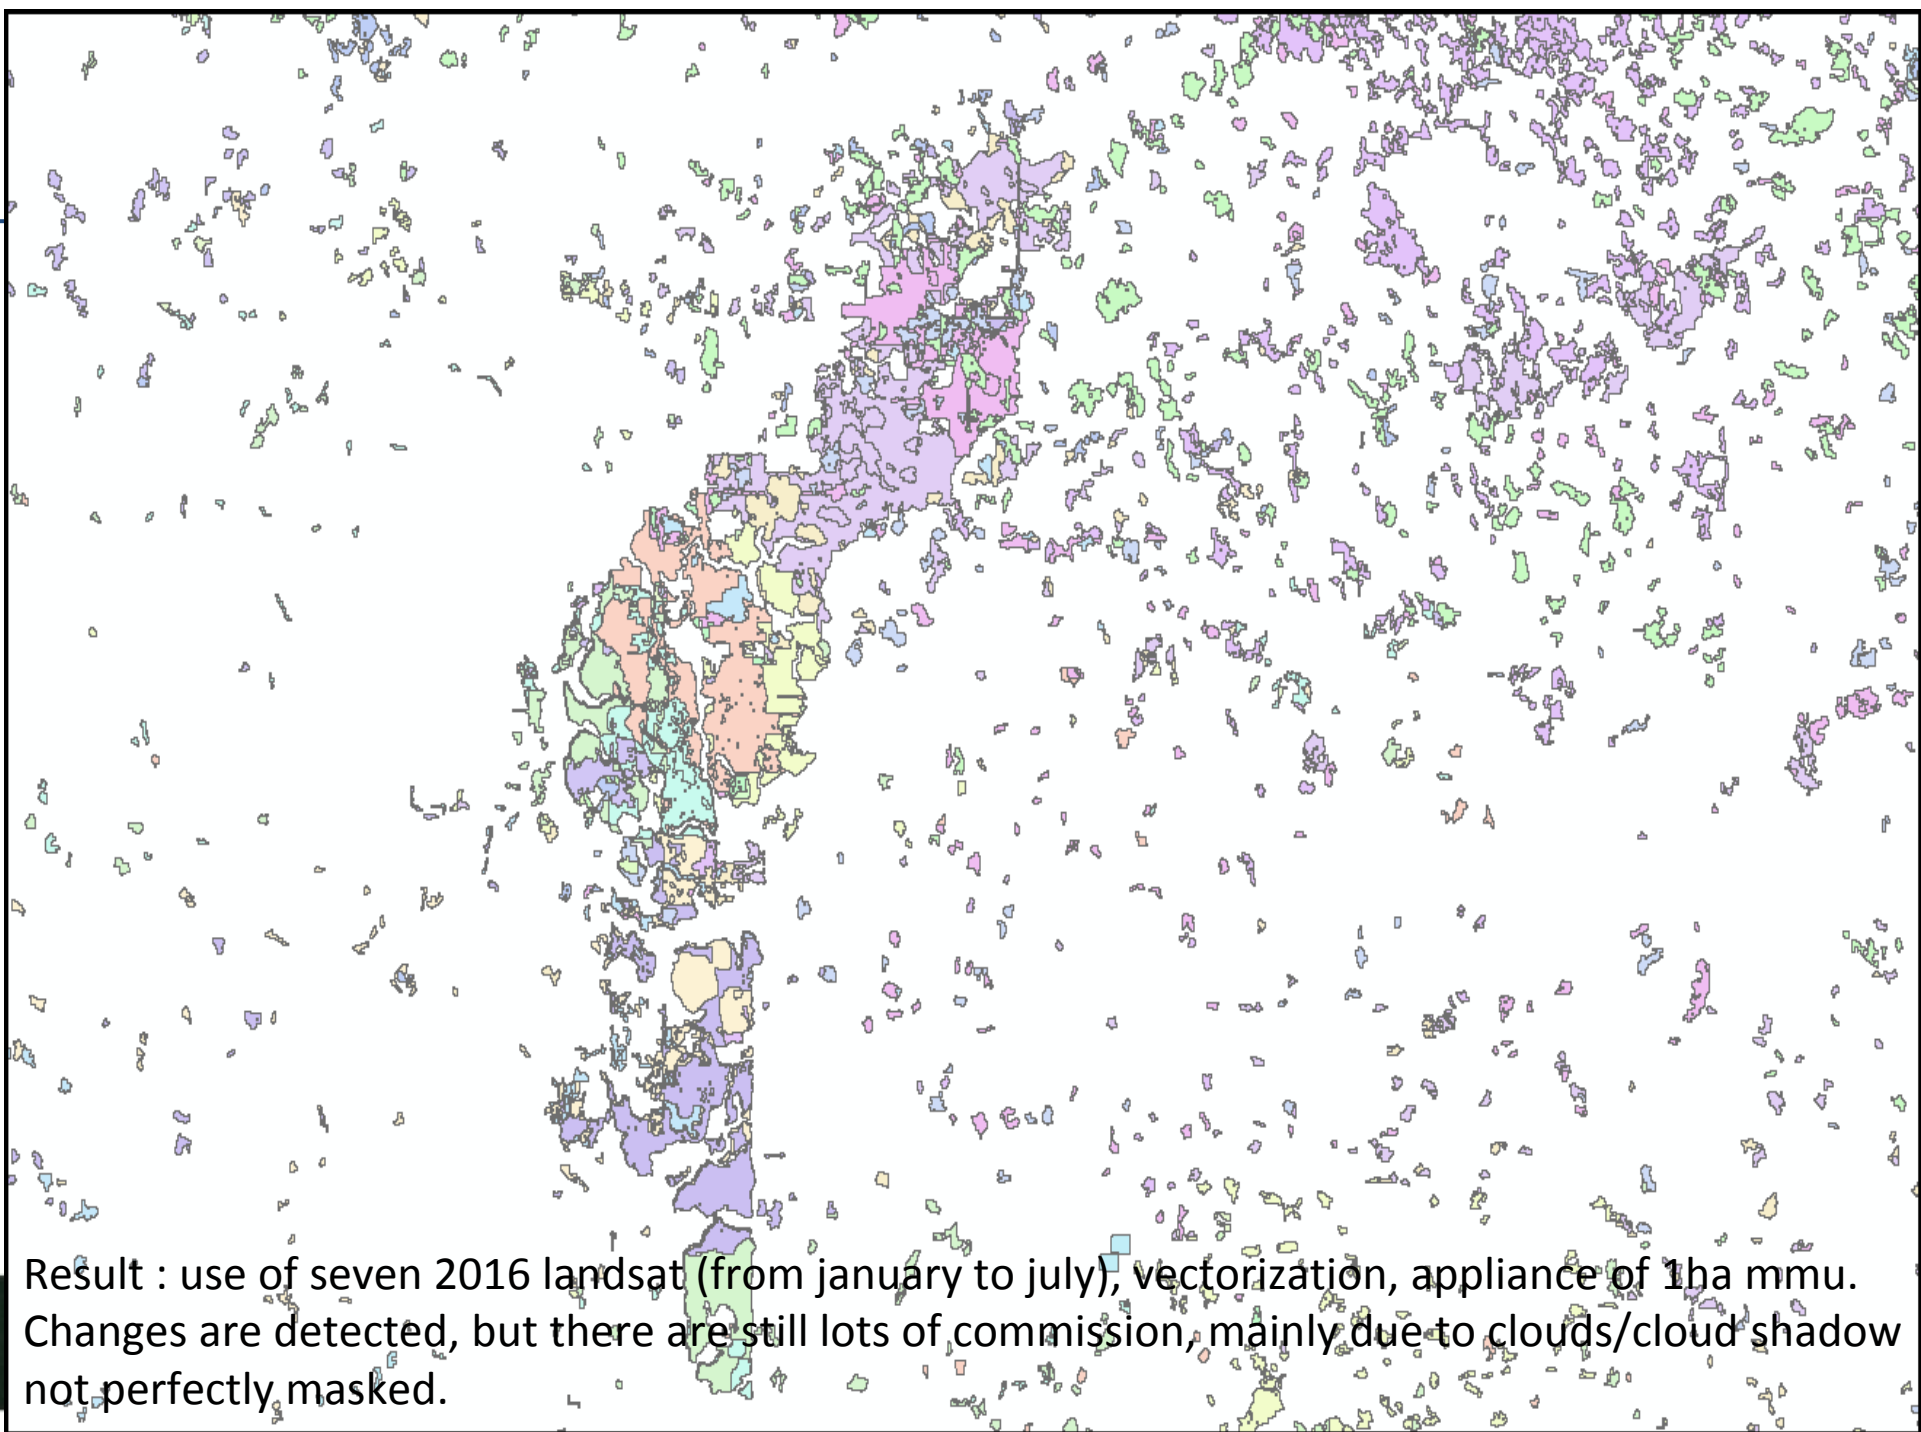 Result : use of seven 2016 landsat (from january to july), vectorization, appliance of 1ha mmu.
Changes are detected, but there are still lots of commission, mainly due to clouds/cloud shadow
not perfectly masked.